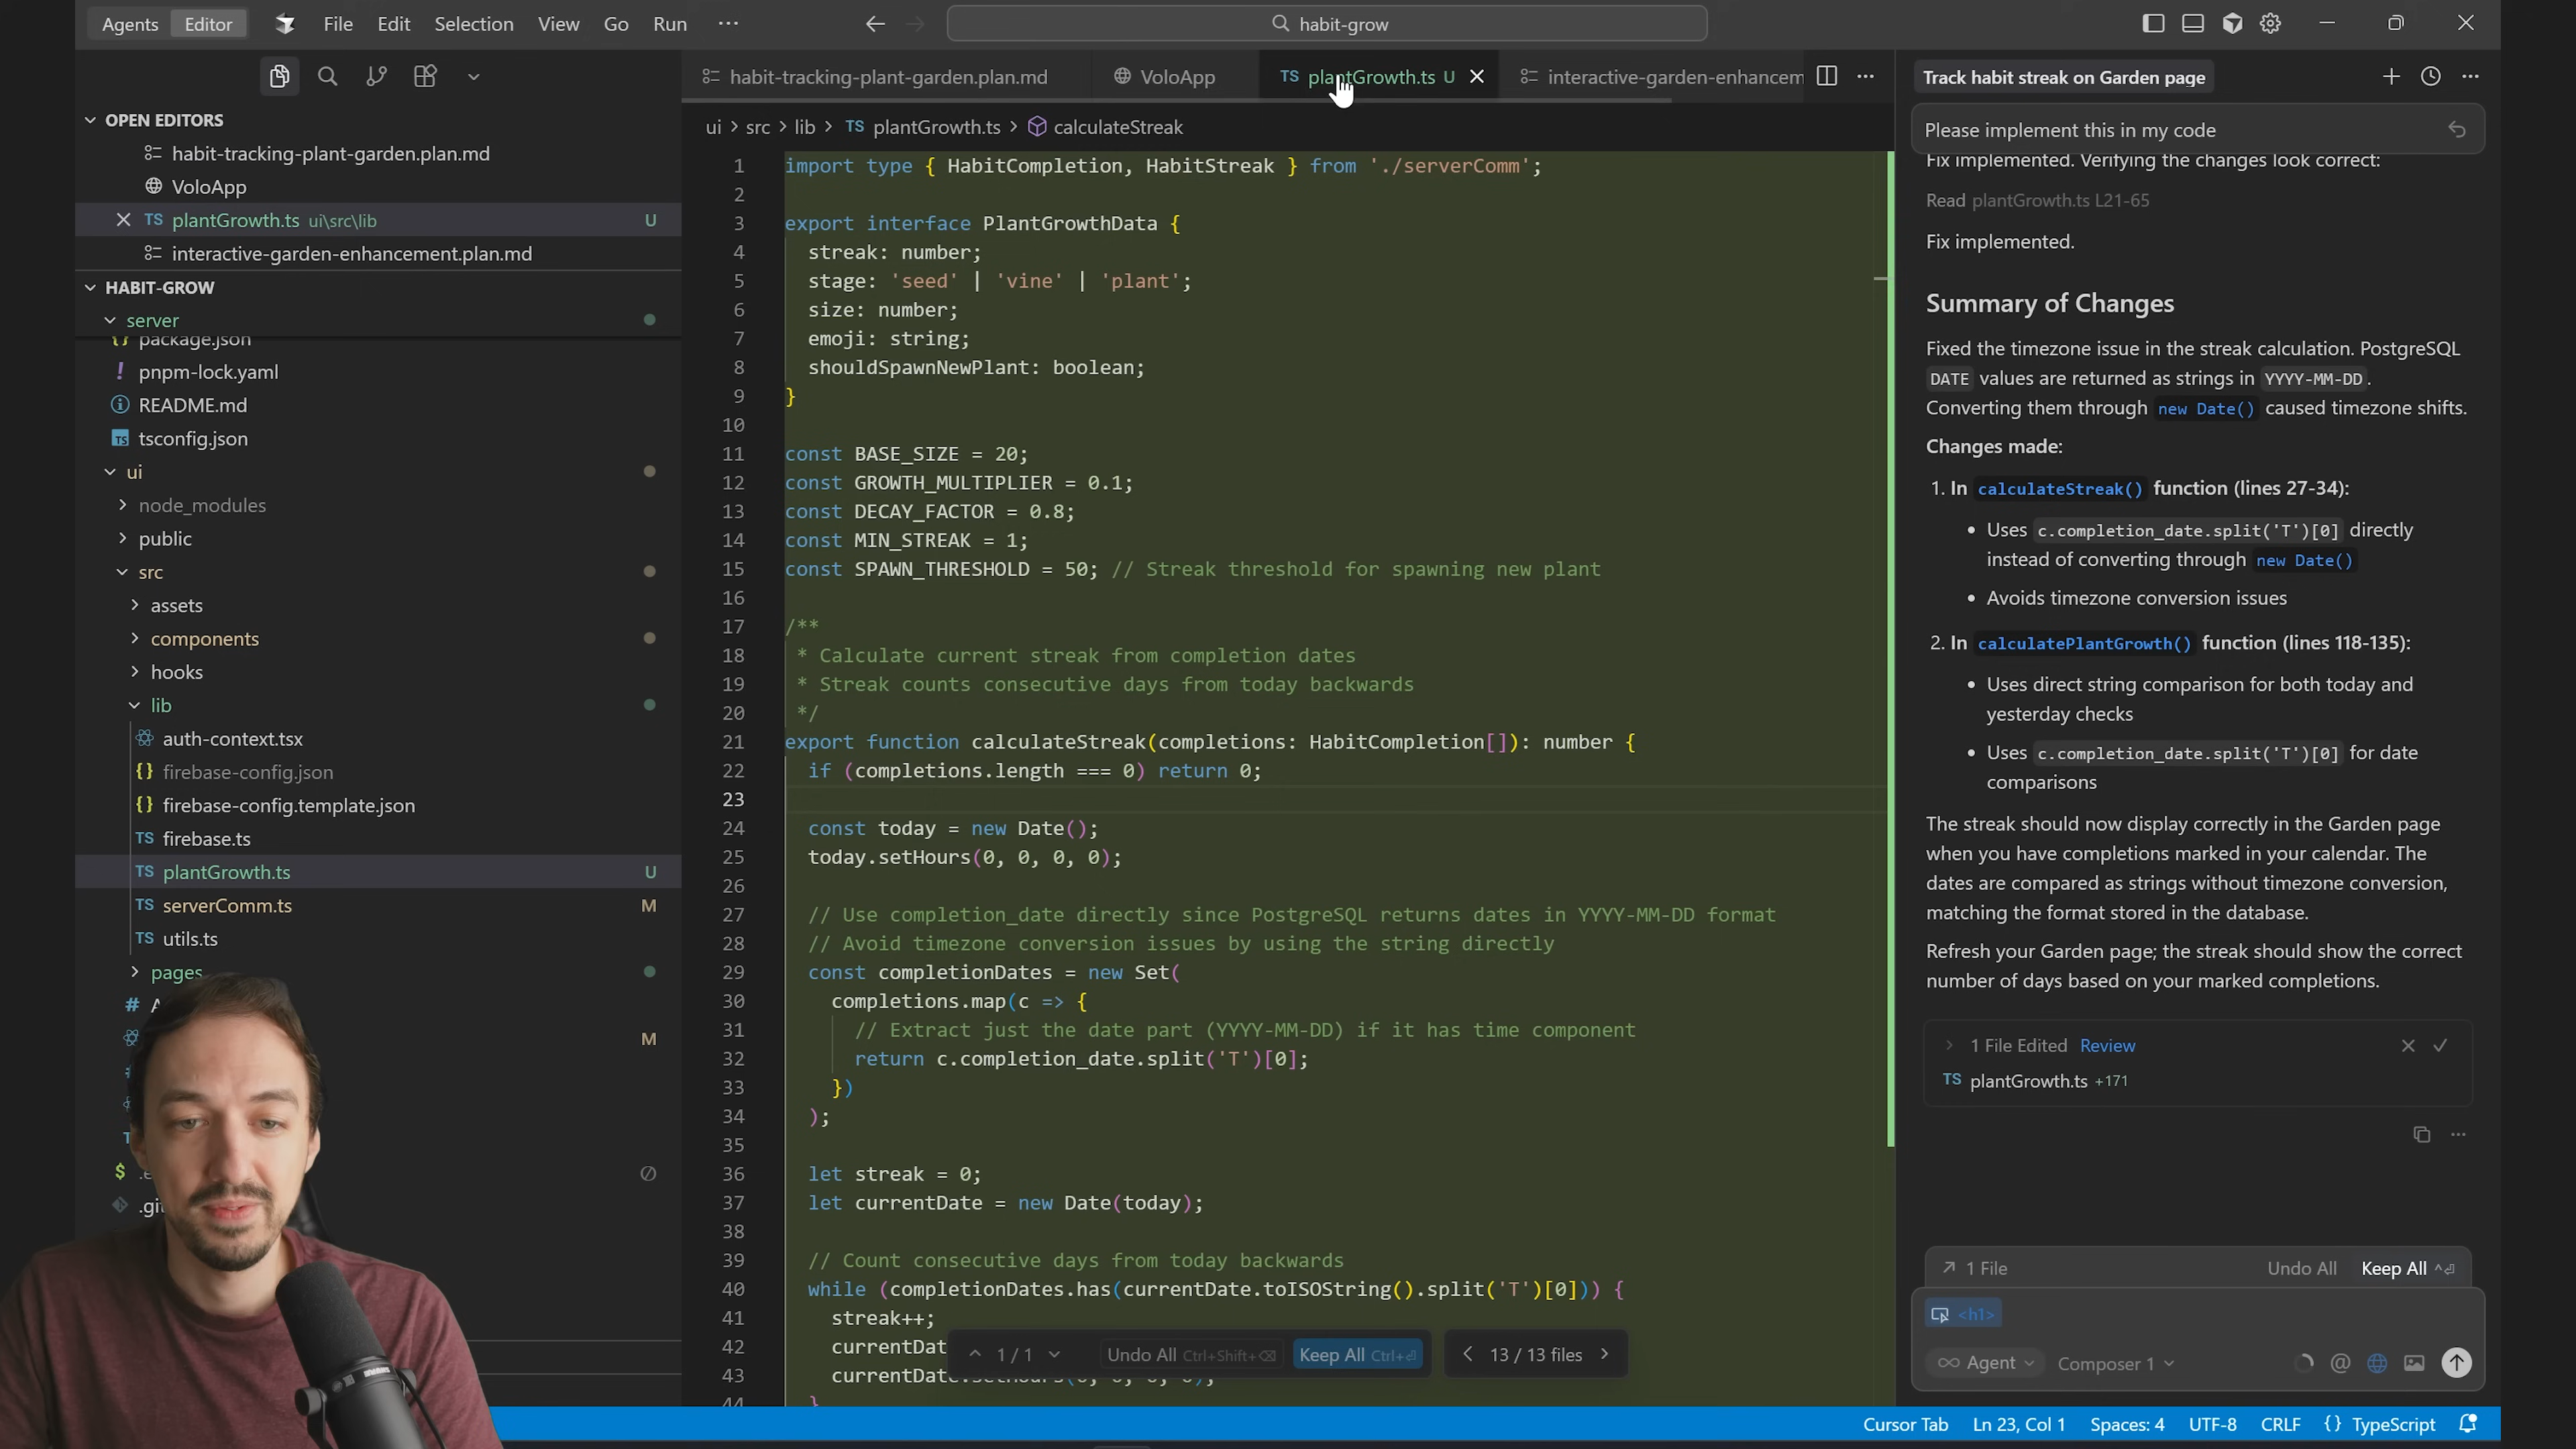 Agents Editor File Edit Selection View Go Run ··· habit-grow
OPEN EDITORS
habit-tracking-plant-garden.plan.md
VoloApp
TS plantGrowth.ts ui\src\lib U
interactive-garden-enhancement.plan.md
HABIT-GROW
server
package.json
! pnpm-lock.yaml
README.md
TS tsconfig.json
ui
node_modules
public
src
assets
components
hooks
lib
auth-context.tsx
{} firebase-config.json
{} firebase-config.template.json
TS firebase.ts
TS plantGrowth.ts U
TS serverComm.ts M
TS utils.ts
pages
# A
M
$ .e
.git
habit-tracking-plant-garden.plan.md VoloApp TS plantGrowth.ts U interactive-garden-enhancem ···
ui > src > lib > TS plantGrowth.ts > calculateStreak
1 import type { HabitCompletion, HabitStreak } from './serverComm';
2
3 export interface PlantGrowthData {
4 streak: number;
5 stage: 'seed' | 'vine' | 'plant';
6 size: number;
7 emoji: string;
8 shouldSpawnNewPlant: boolean;
9 }
10
11 const BASE_SIZE = 20;
12 const GROWTH_MULTIPLIER = 0.1;
13 const DECAY_FACTOR = 0.8;
14 const MIN_STREAK = 1;
15 const SPAWN_THRESHOLD = 50; // Streak threshold for spawning new plant
16
17 /**
18 * Calculate current streak from completion dates
19 * Streak counts consecutive days from today backwards
20 */
21 export function calculateStreak(completions: HabitCompletion[]): number {
22 if (completions.length === 0) return 0;
23
24 const today = new Date();
25 today.setHours(0, 0, 0, 0);
26
27 // Use completion_date directly since PostgreSQL returns dates in YYYY-MM-DD format
28 // Avoid timezone conversion issues by using the string directly
29 const completionDates = new Set(
30 completions.map(c => {
31 // Extract just the date part (YYYY-MM-DD) if it has time component
32 return c.completion_date.split('T')[0];
33 })
34 );
35
36 let streak = 0;
37 let currentDate = new Date(today);
38
39 // Count consecutive days from today backwards
40 while (completionDates.has(currentDate.toISOString().split('T')[0])) {
41 streak++;
42 currentDat
43 currentDate.setHours(0, 0, 0, 0);
44 }
1 / 1 Undo All Ctrl+Shift+⌫ Keep All Ctrl+⏎ 13 / 13 files
Track habit streak on Garden page
Please implement this in my code
Fix implemented. Verifying the changes look correct:
Read plantGrowth.ts L21-65
Fix implemented.
Summary of Changes
Fixed the timezone issue in the streak calculation. PostgreSQL
DATE values are returned as strings in YYYY-MM-DD.
Converting them through new Date() caused timezone shifts.
Changes made:
1. In calculateStreak() function (lines 27-34):
• Uses c.completion_date.split('T')[0] directly
instead of converting through new Date()
• Avoids timezone conversion issues
2. In calculatePlantGrowth() function (lines 118-135):
• Uses direct string comparison for both today and
yesterday checks
• Uses c.completion_date.split('T')[0] for date
comparisons
The streak should now display correctly in the Garden page
when you have completions marked in your calendar. The
dates are compared as strings without timezone conversion,
matching the format stored in the database.
Refresh your Garden page; the streak should show the correct
number of days based on your marked completions.
1 File Edited Review
TS plantGrowth.ts +171
1 File Undo All Keep All ^⏎
<h1>
∞ Agent Composer 1 @
Cursor Tab Ln 23, Col 1 Spaces: 4 UTF-8 CRLF {} TypeScript